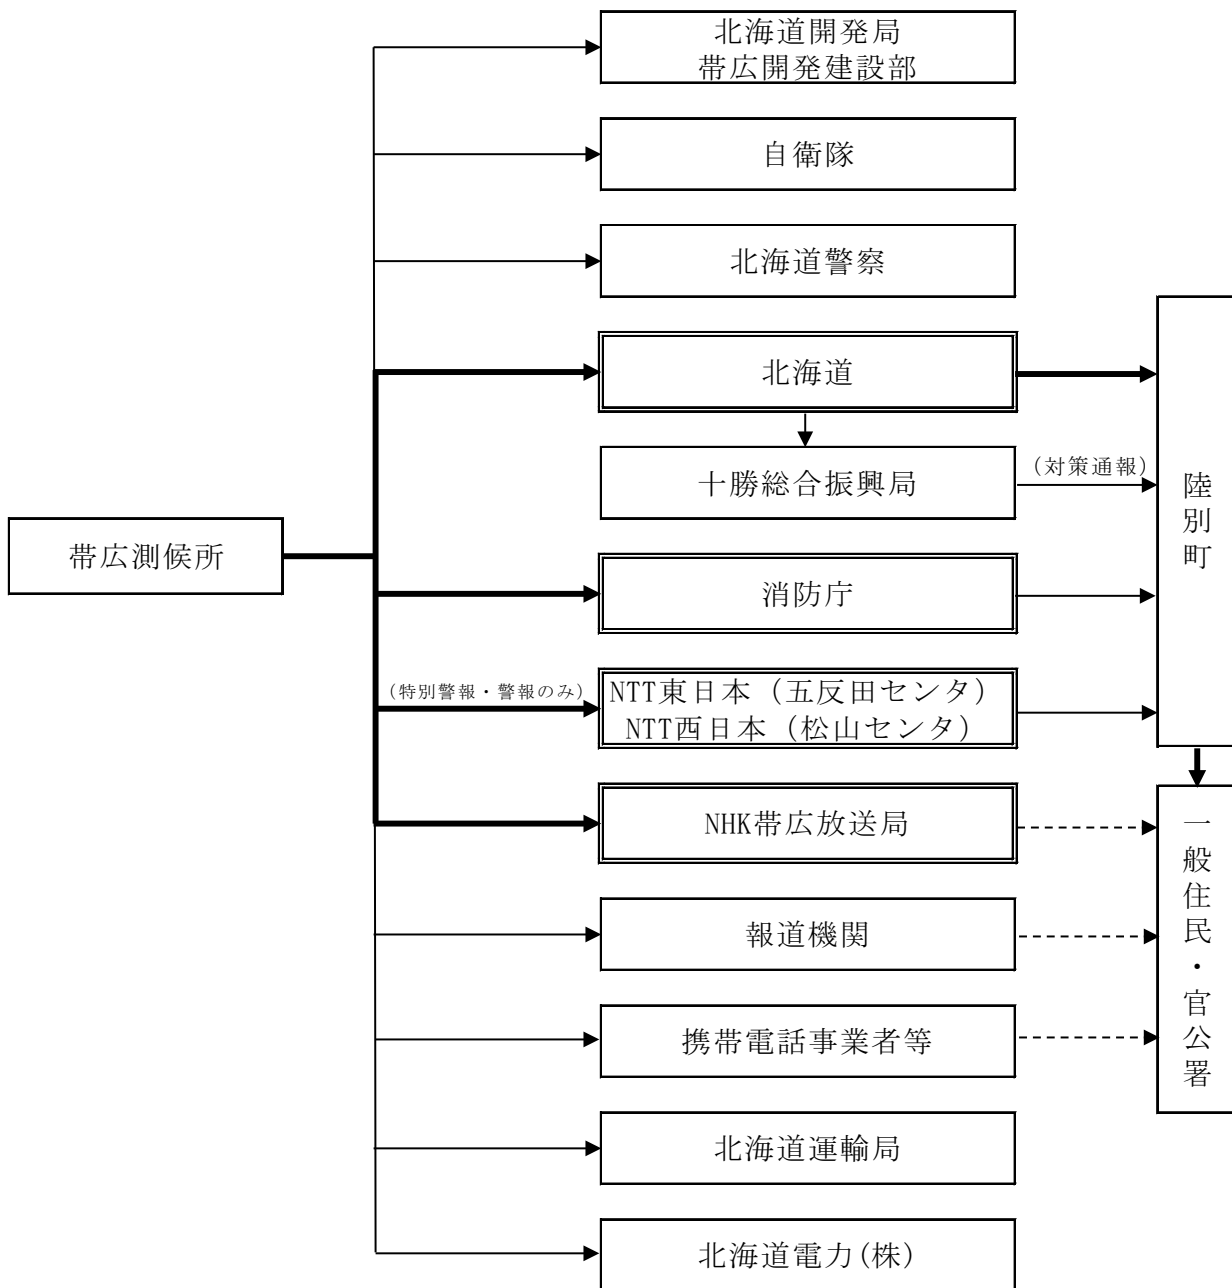 北海道開発局
帯広開発建設部
自衛隊
北海道警察
北海道
十勝総合振興局
(対策通報)
陸別町
帯広測候所
消防庁
(特別警報・警報のみ)
NTT東日本(五反田センタ)
NTT西日本(松山センタ)
NHK帯広放送局
一般住民・官公署
報道機関
携帯電話事業者等
北海道運輸局
北海道電力(株)